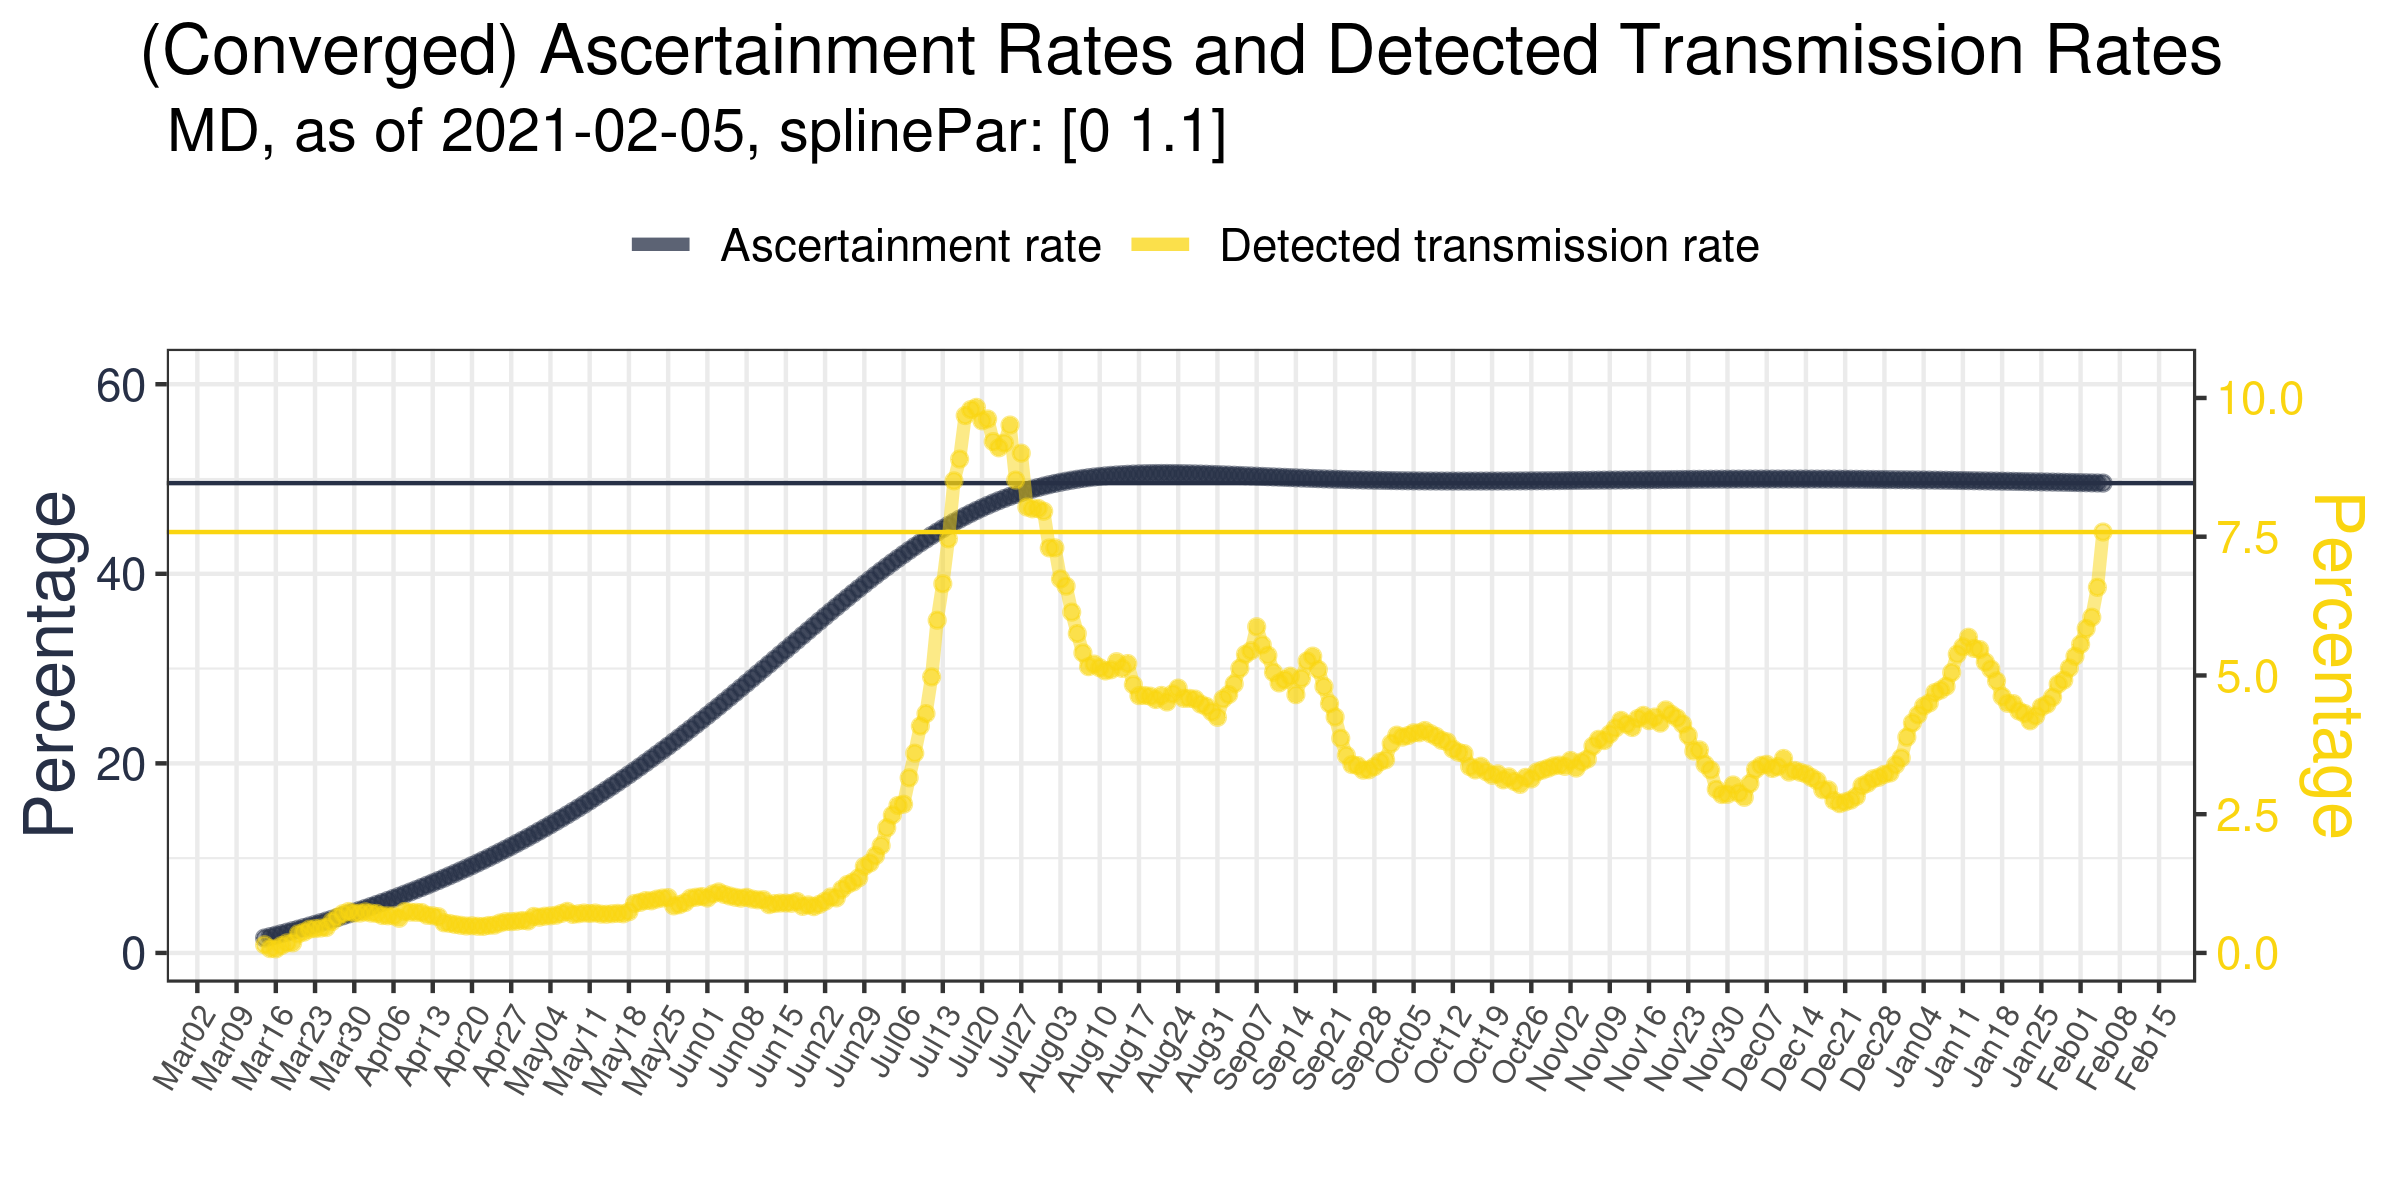 (Converged) Ascertainment Rates and Detected Transmission Rates
MD, as of 2021-02-05, splinePar: [0 1.1]
Ascertainment rate
Detected transmission rate
Percentage
60
40
20
0
10.0
7.5
5.0
2.5
0.0
Percentage
Mar02
Mar09
Mar16
Mar23
Mar30
Apr06
Apr13
Apr20
Apr27
May04
May11
May18
May25
Jun01
Jun08
Jun15
Jun22
Jun29
Jul06
Jul13
Jul20
Jul27
Aug03
Aug10
Aug17
Aug24
Aug31
Sep07
Sep14
Sep21
Sep28
Oct05
Oct12
Oct19
Oct26
Nov02
Nov09
Nov16
Nov23
Nov30
Dec07
Dec14
Dec21
Dec28
Jan04
Jan11
Jan18
Jan25
Feb01
Feb08
Feb15